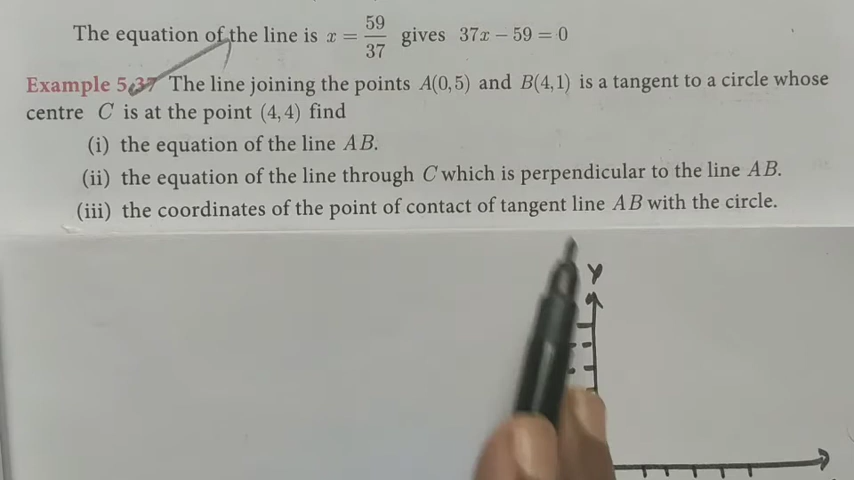 The equation of the line is x = 59/37 gives 37x − 59 = 0
Example 5.37 The line joining the points A(0,5) and B(4,1) is a tangent to a circle whose
centre C is at the point (4,4) find
(i) the equation of the line AB.
(ii) the equation of the line through C which is perpendicular to the line AB.
(iii) the coordinates of the point of contact of tangent line AB with the circle.
y